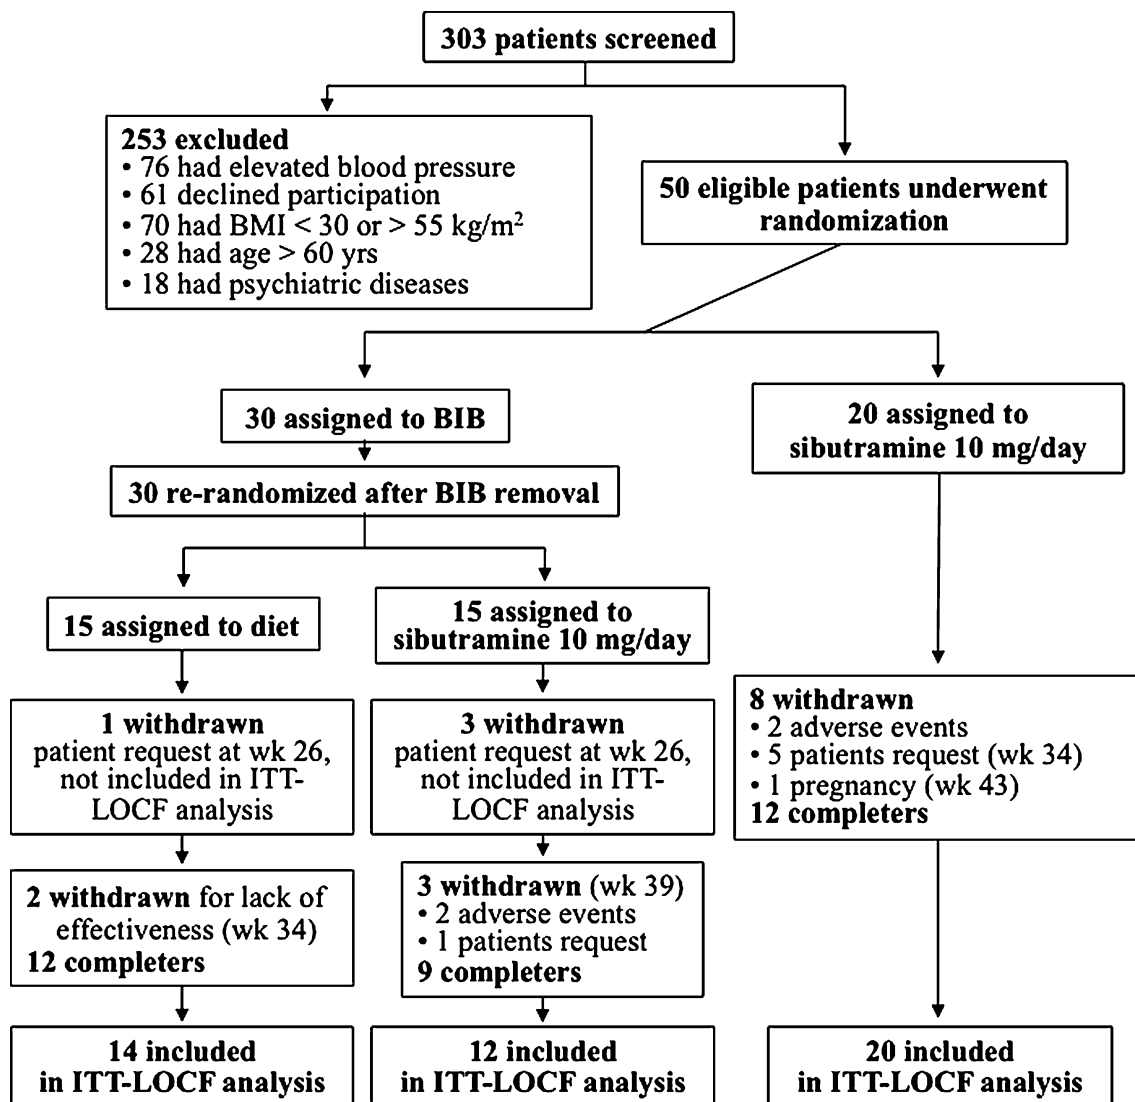 303 patients screened
253 excluded
• 76 had elevated blood pressure
• 61 declined participation
• 70 had BMI < 30 or > 55 kg/m²
• 28 had age > 60 yrs
• 18 had psychiatric diseases
50 eligible patients underwent
randomization
30 assigned to BIB
20 assigned to
sibutramine 10 mg/day
30 re-randomized after BIB removal
15 assigned to diet
15 assigned to
sibutramine 10 mg/day
1 withdrawn
patient request at wk 26,
not included in ITT-
LOCF analysis
3 withdrawn
patient request at wk 26,
not included in ITT-
LOCF analysis
8 withdrawn
• 2 adverse events
• 5 patients request (wk 34)
• 1 pregnancy (wk 43)
12 completers
2 withdrawn for lack of
effectiveness (wk 34)
12 completers
3 withdrawn (wk 39)
• 2 adverse events
• 1 patients request
9 completers
14 included
in ITT-LOCF analysis
12 included
in ITT-LOCF analysis
20 included
in ITT-LOCF analysis